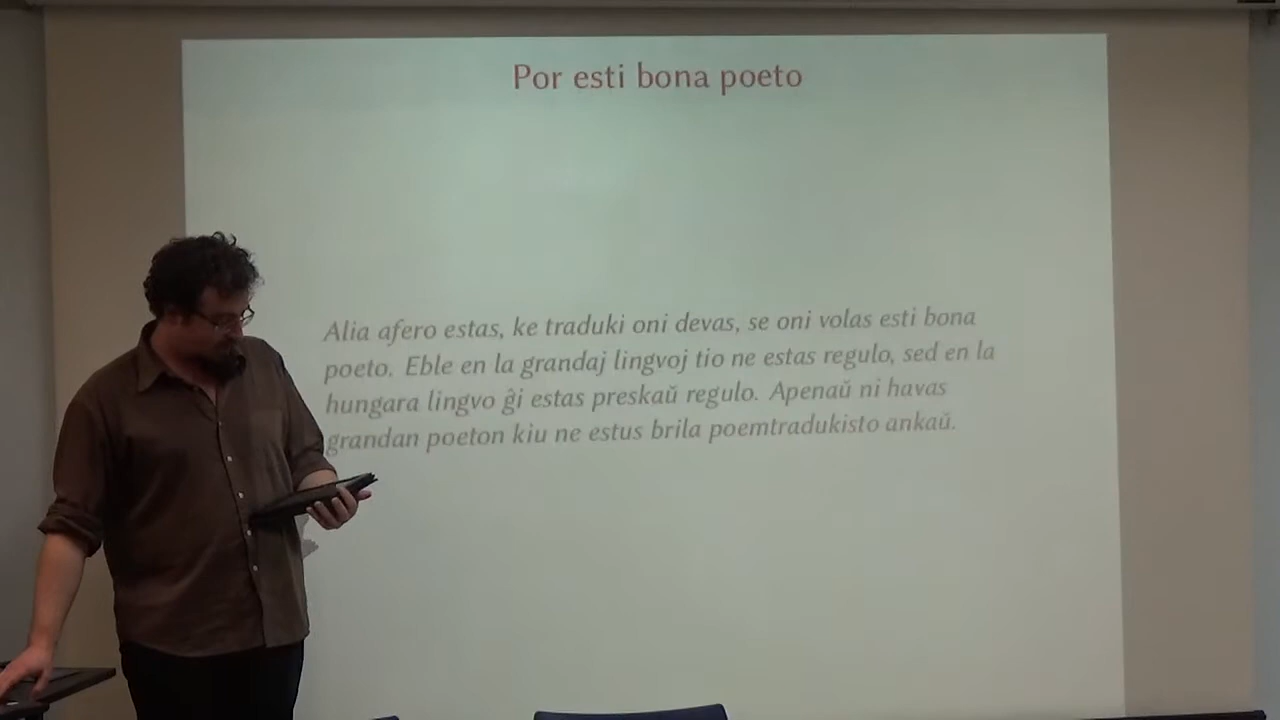 Por esti bona poeto
Alia afero estas, ke traduki oni devas, se oni volas esti bona
poeto. Eble en la grandaj lingvoj tio ne estas regulo, sed en la
hungara lingvo ĝi estas preskaŭ regulo. Apenaŭ ni havas
grandan poeton kiu ne estus brila poemtradukisto ankaŭ.